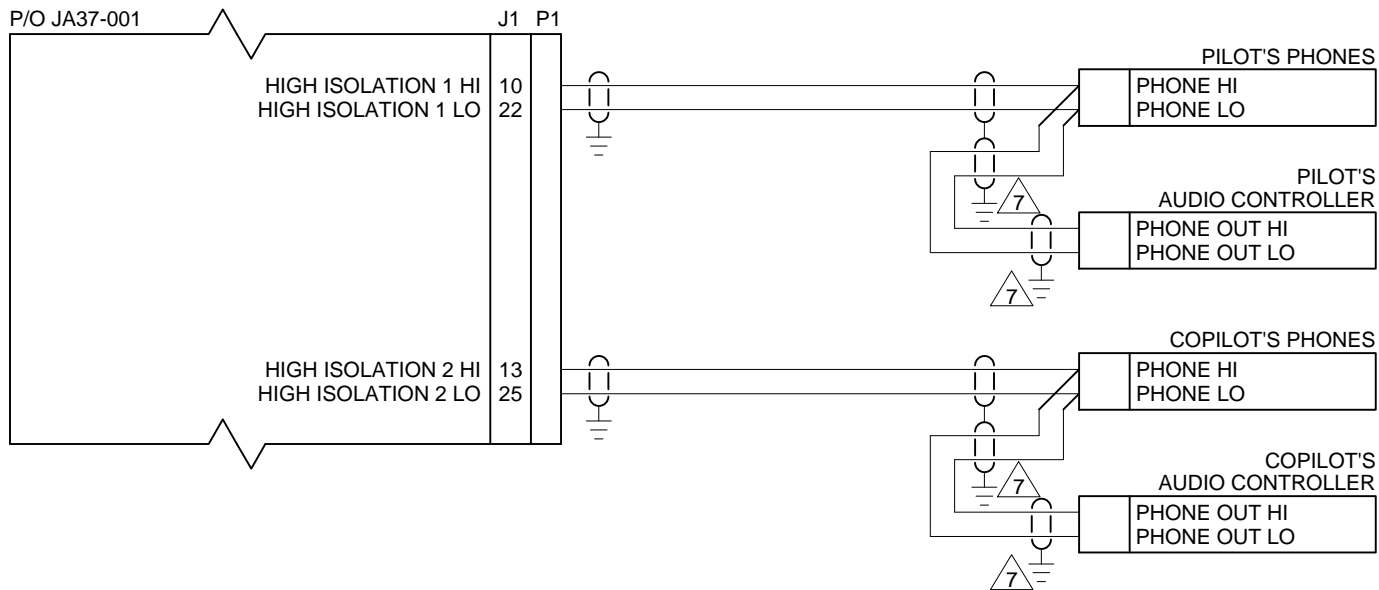 P/O JA37-001
J1 P1
PILOT'S PHONES
HIGH ISOLATION 1 HI 10
PHONE HI
HIGH ISOLATION 1 LO 22
PHONE LO
PILOT'S
AUDIO CONTROLLER
7
PHONE OUT HI
PHONE OUT LO
7
COPILOT'S PHONES
HIGH ISOLATION 2 HI 13
PHONE HI
HIGH ISOLATION 2 LO 25
PHONE LO
COPILOT'S
AUDIO CONTROLLER
7
PHONE OUT HI
PHONE OUT LO
7